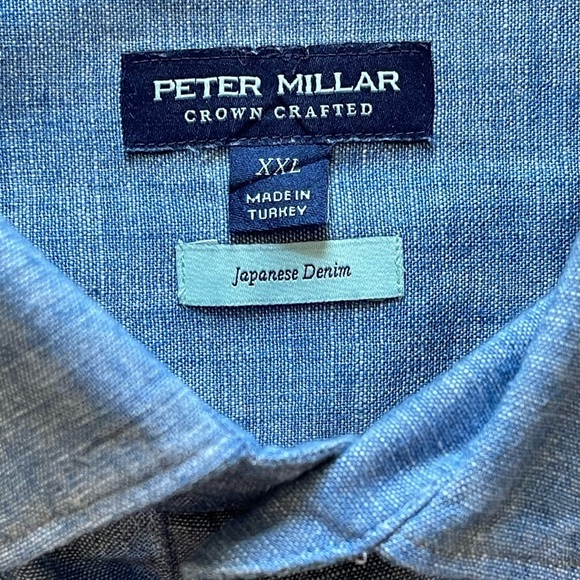 PETER MILLAR
CROWN CRAFTED
XXL
MADE IN
TURKEY
Japanese Denim